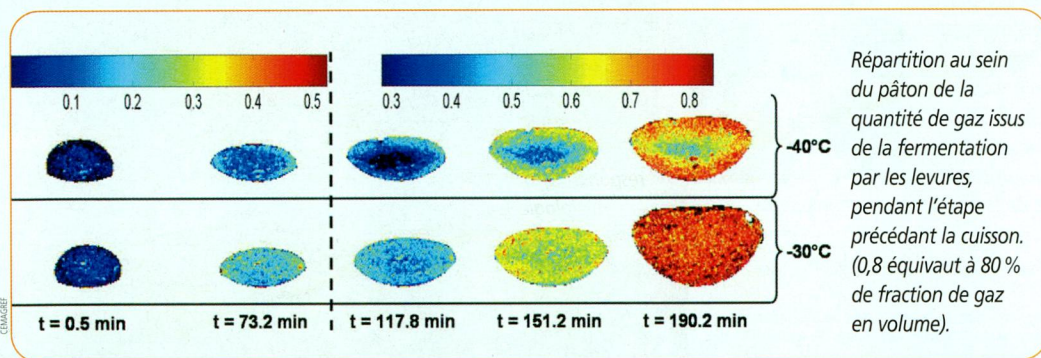 0.1 0.2 0.3 0.4 0.5
0.3 0.4 0.5 0.6 0.7 0.8
-40°C
-30°C
t = 0.5 min t = 73.2 min t = 117.8 min t = 151.2 min t = 190.2 min
Répartition au sein
du pâton de la
quantité de gaz issus
de la fermentation
par les levures,
pendant l'étape
précédant la cuisson.
(0,8 équivaut à 80 %
de fraction de gaz
en volume).
CEMAGREF